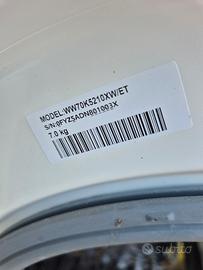 MODEL:WW70K5210XW/ET
S/N:0FYZ5ADN801003X
7.0 kg
subito